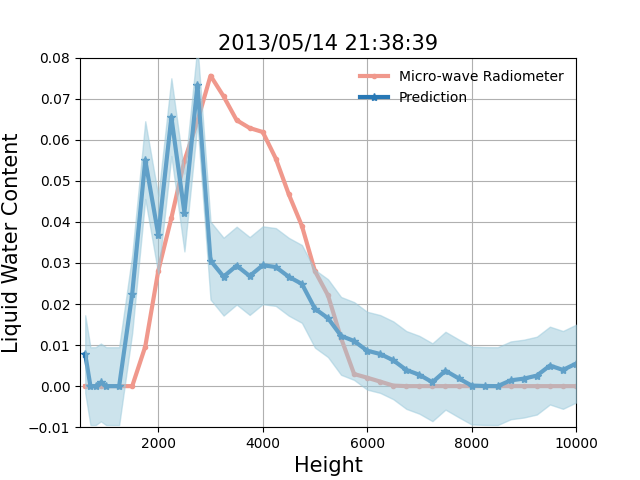 2013/05/14 21:38:39
Micro-wave Radiometer
Prediction
Liquid Water Content
0.08
0.07
0.06
0.05
0.04
0.03
0.02
0.01
0.00
−0.01
2000 4000 6000 8000 10000
Height